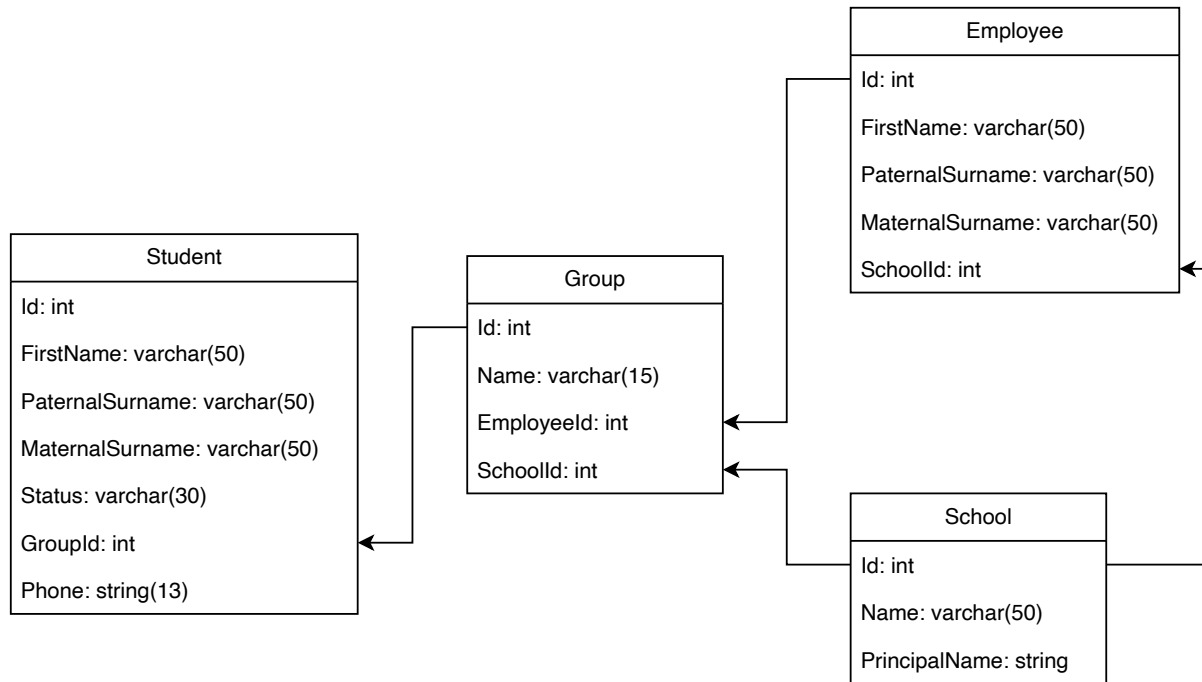 Employee
Id: int
FirstName: varchar(50)
PaternalSurname: varchar(50)
MaternalSurname: varchar(50)
SchoolId: int
Student
Id: int
FirstName: varchar(50)
PaternalSurname: varchar(50)
MaternalSurname: varchar(50)
Status: varchar(30)
GroupId: int
Phone: string(13)
Group
Id: int
Name: varchar(15)
EmployeeId: int
SchoolId: int
School
Id: int
Name: varchar(50)
PrincipalName: string